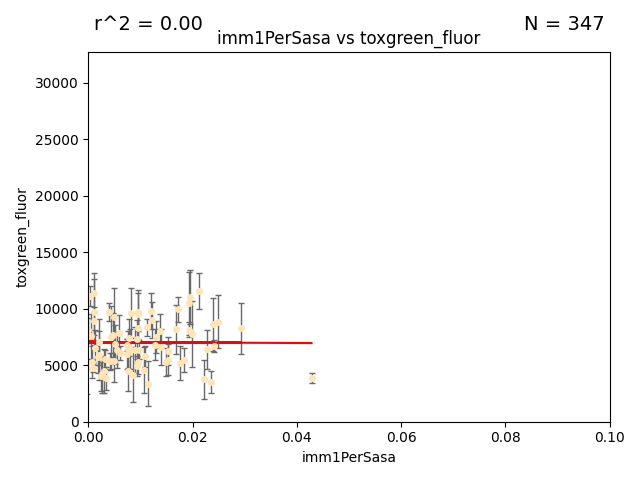 r^2 = 0.00
N = 347
imm1PerSasa vs toxgreen_fluor
30000
25000
20000
15000
10000
5000
0
toxgreen_fluor
0.00
0.02
0.04
0.06
0.08
0.10
imm1PerSasa